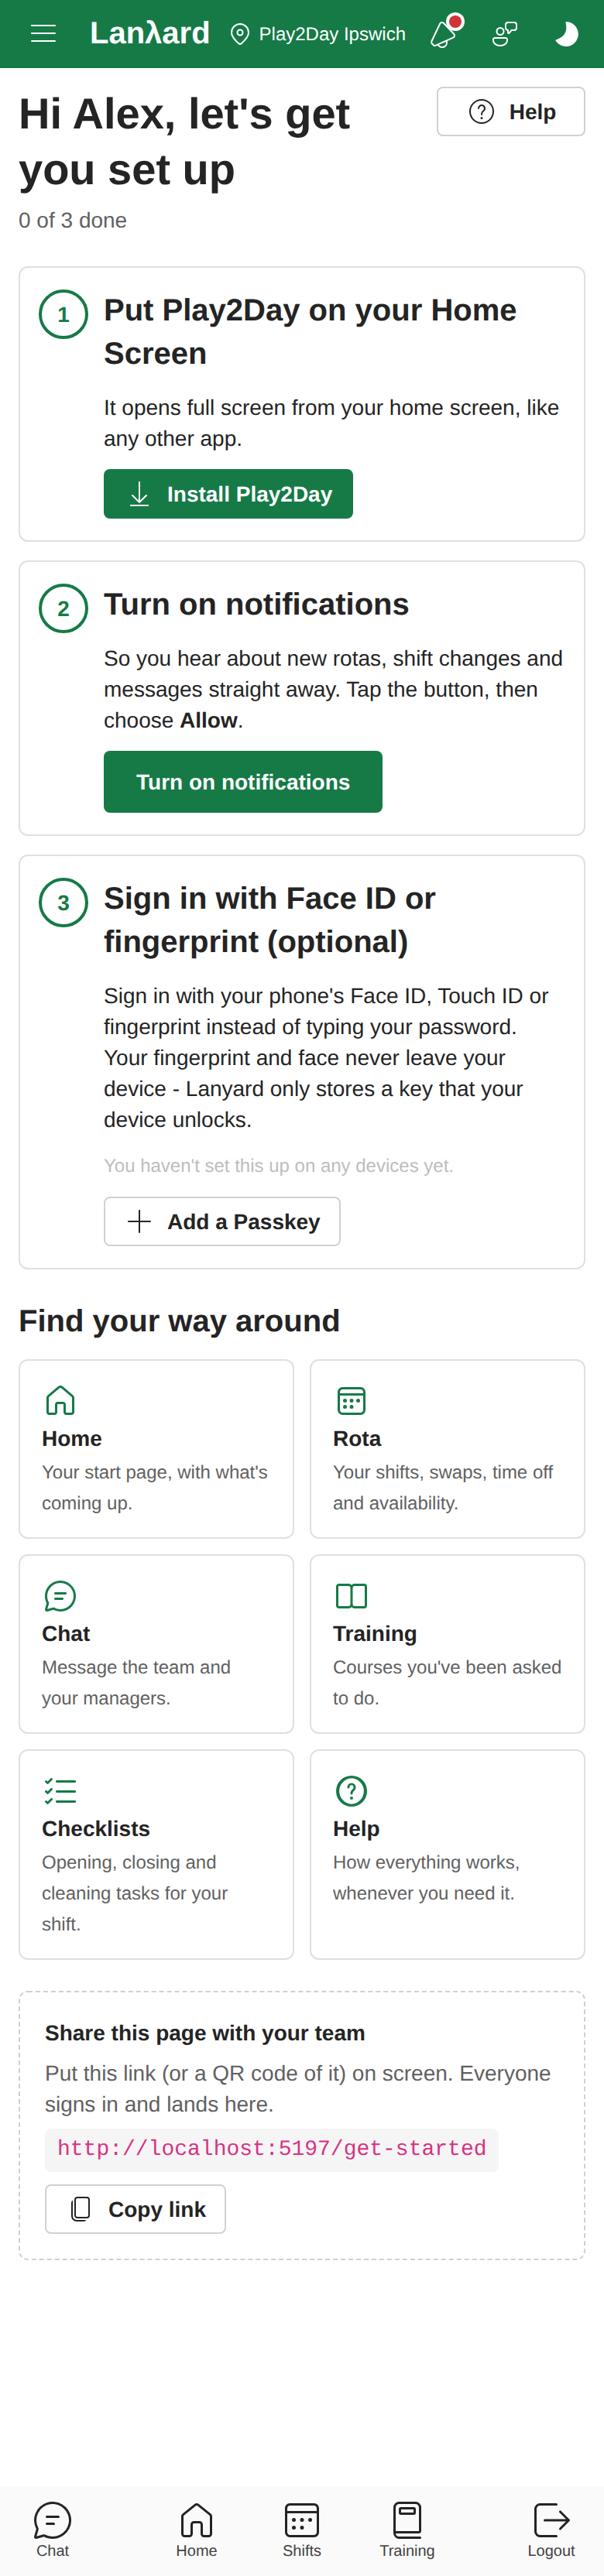 Lanλard Play2Day Ipswich
Hi Alex, let's get
you set up
Help
0 of 3 done
1
Put Play2Day on your Home
Screen
It opens full screen from your home screen, like
any other app.
Install Play2Day
2
Turn on notifications
So you hear about new rotas, shift changes and
messages straight away. Tap the button, then
choose Allow.
Turn on notifications
3
Sign in with Face ID or
fingerprint (optional)
Sign in with your phone's Face ID, Touch ID or
fingerprint instead of typing your password.
Your fingerprint and face never leave your
device - Lanyard only stores a key that your
device unlocks.
You haven't set this up on any devices yet.
Add a Passkey
Find your way around
Home
Your start page, with what's
coming up.
Rota
Your shifts, swaps, time off
and availability.
Chat
Message the team and
your managers.
Training
Courses you've been asked
to do.
Checklists
Opening, closing and
cleaning tasks for your
shift.
Help
How everything works,
whenever you need it.
Share this page with your team
Put this link (or a QR code of it) on screen. Everyone
signs in and lands here.
http://localhost:5197/get-started
Copy link
Chat Home Shifts Training Logout